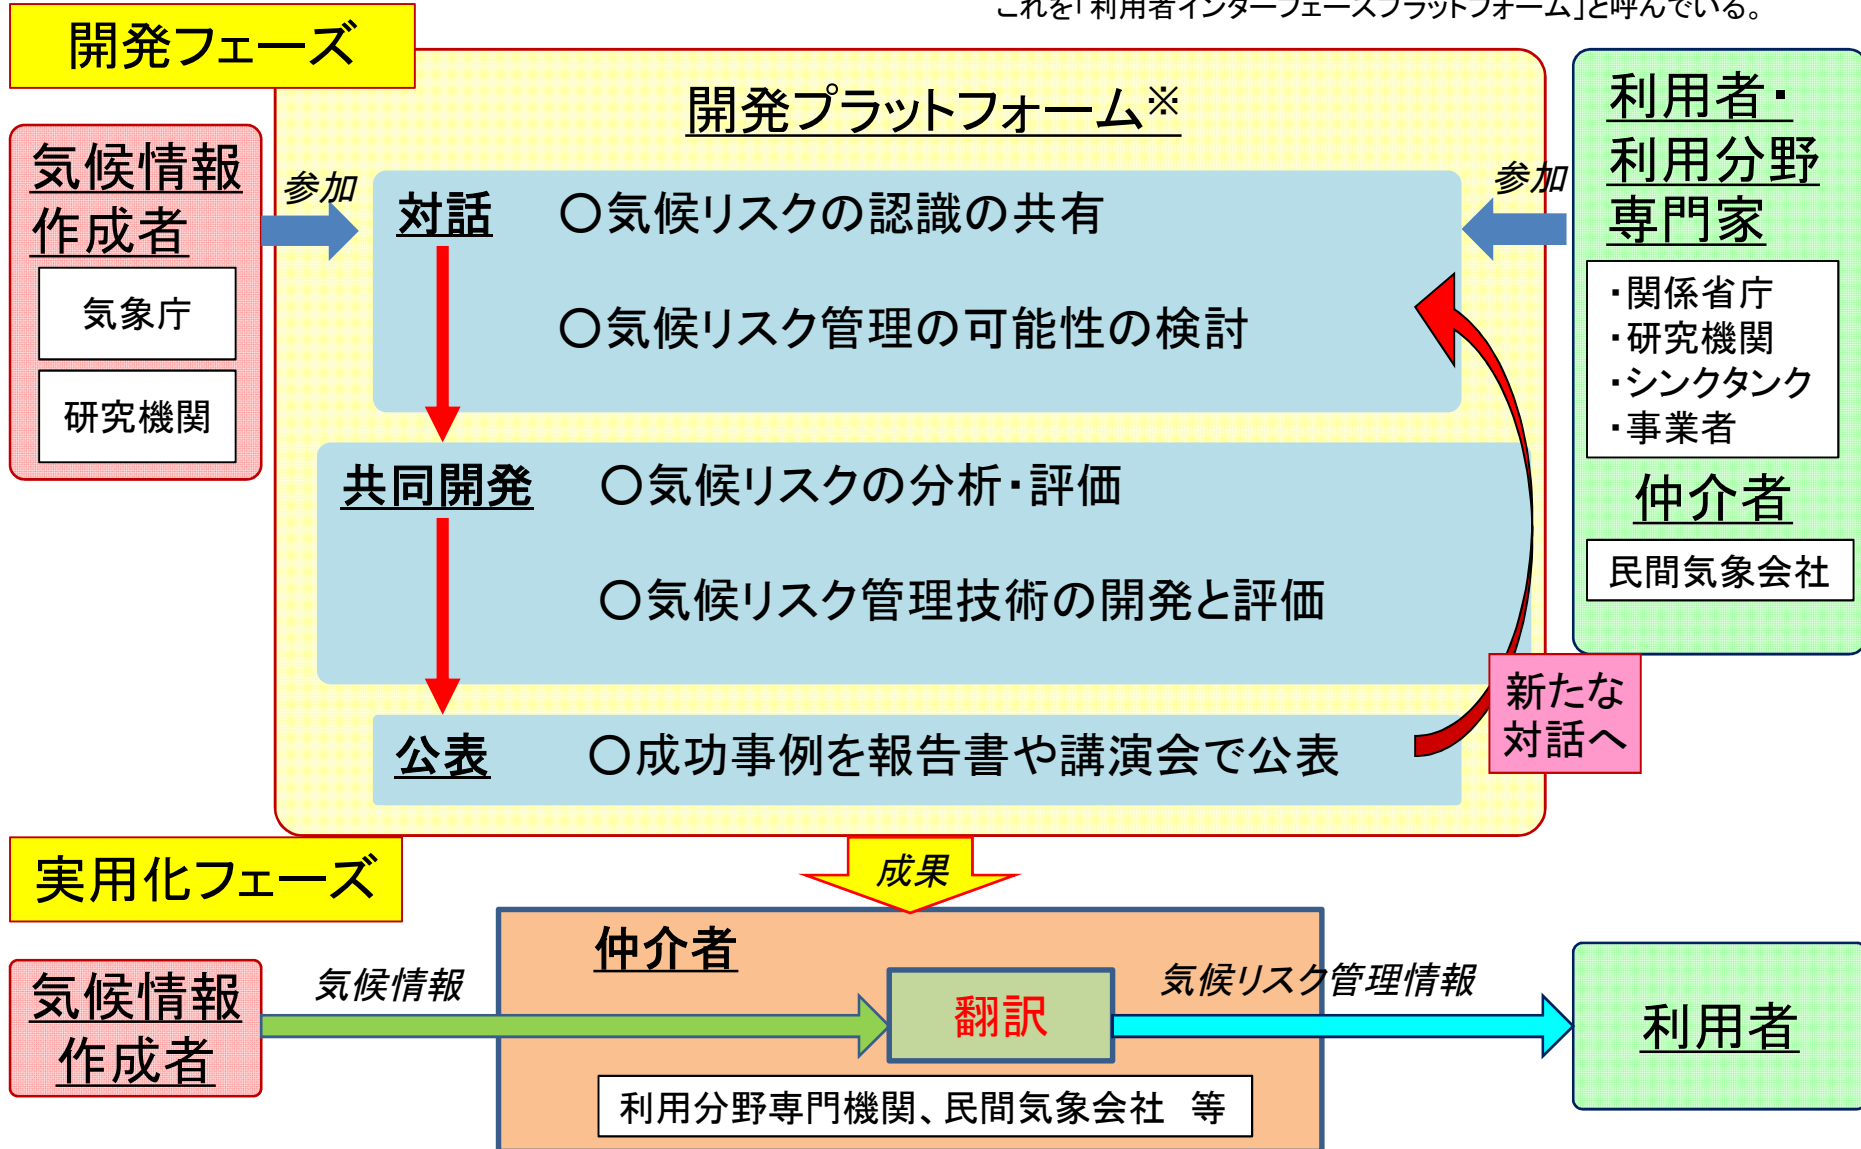 これを「利用者インターフェースプラットフォーム」と呼んでいる。
開発フェーズ
開発プラットフォーム※
気候情報
作成者
気象庁
研究機関
参加
対話 ○気候リスクの認識の共有
○気候リスク管理の可能性の検討
共同開発 ○気候リスクの分析・評価
○気候リスク管理技術の開発と評価
公表 ○成功事例を報告書や講演会で公表
参加
利用者・
利用分野
専門家
・関係省庁
・研究機関
・シンクタンク
・事業者
仲介者
民間気象会社
新たな
対話へ
成果
実用化フェーズ
気候情報
作成者
気候情報
仲介者
翻訳
利用分野専門機関、民間気象会社 等
気候リスク管理情報
利用者